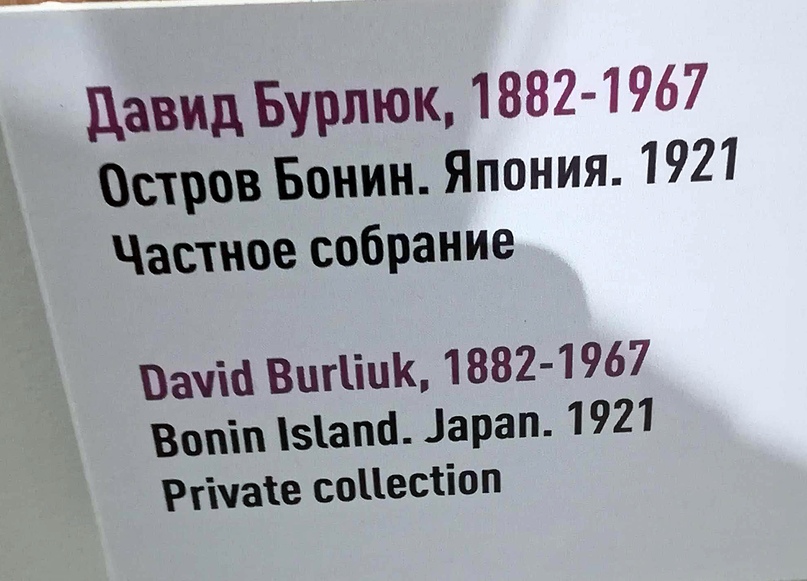 Давид Бурлюк, 1882-1967
Остров Бонин. Япония. 1921
Частное собрание
David Burliuk, 1882-1967
Bonin Island. Japan. 1921
Private collection